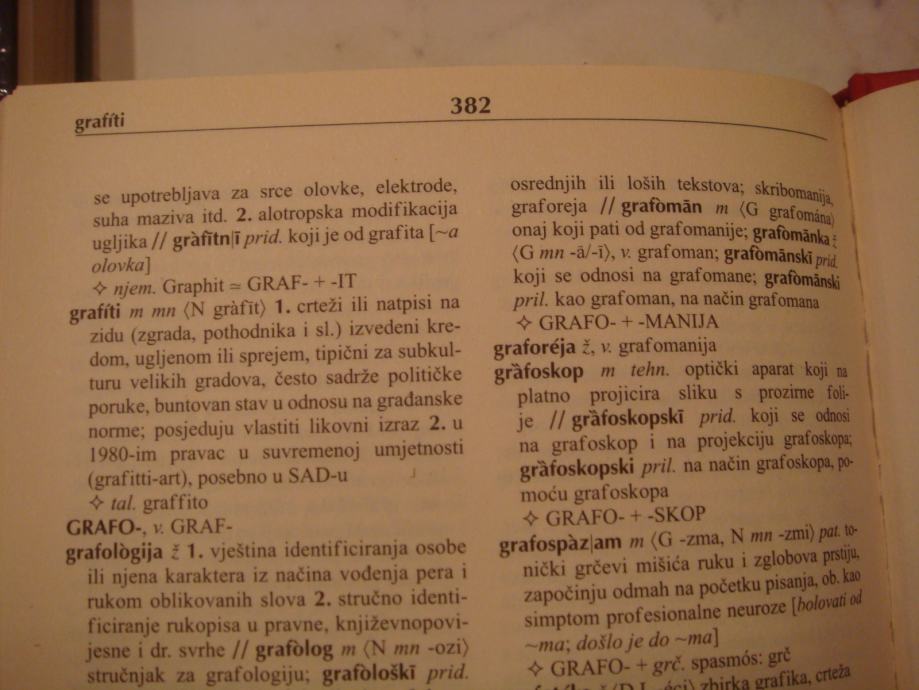 grafíti
382
se upotrebljava za srce olovke, elektrode,
suha maziva itd. 2. alotropska modifikacija
ugljika // gràfītn|ī prid. koji je od grafita [~a
olovka]
✧ njem. Graphit ≃ GRAF- + -IT
grafíti m mn ⟨N gràfīt⟩ 1. crteži ili natpisi na
zidu (zgrada, pothodnika i sl.) izvedeni kre-
dom, ugljenom ili sprejem, tipični za subkul-
turu velikih gradova, često sadrže političke
poruke, buntovan stav u odnosu na građanske
norme; posjeduju vlastiti likovni izraz 2. u
1980-im pravac u suvremenoj umjetnosti
(grafitti-art), posebno u SAD-u
✧ tal. graffito
GRAFO-, v. GRAF-
grafològija ž 1. vještina identificiranja osobe
ili njena karaktera iz načina vođenja pera i
rukom oblikovanih slova 2. stručno identi-
ficiranje rukopisa u pravne, književnopovi-
jesne i dr. svrhe // grafòlog m ⟨N mn -ozi⟩
stručnjak za grafologiju; grafòloškī prid.
osrednjih ili loših tekstova; skribomanija,
graforeja // grafòmān m ⟨G grafomána⟩
onaj koji pati od grafomanije; grafòmānka ž
⟨G mn -ā/-ī⟩, v. grafoman; grafòmānskī prid.
koji se odnosi na grafomane; grafòmānski
pril. kao grafoman, na način grafomana
✧ GRAFO- + -MANIJA
graforéja ž, v. grafomanija
grȁfoskop m tehn. optički aparat koji na
platno projicira sliku s prozirne foli-
je // grȁfoskopskī prid. koji se odnosi
na grafoskop i na projekciju grafoskopa;
grȁfoskopski pril. na način grafoskopa, po-
moću grafoskopa
✧ GRAFO- + -SKOP
grafospàz|am m ⟨G -zma, N mn -zmi⟩ pat. to-
nički grčevi mišića ruku i zglobova prstiju,
započinju odmah na početku pisanja, ob. kao
simptom profesionalne neuroze [bolovati od
~ma; došlo je do ~ma]
✧ GRAFO- + grč. spasmós: grč
zbirka grafika, crteža